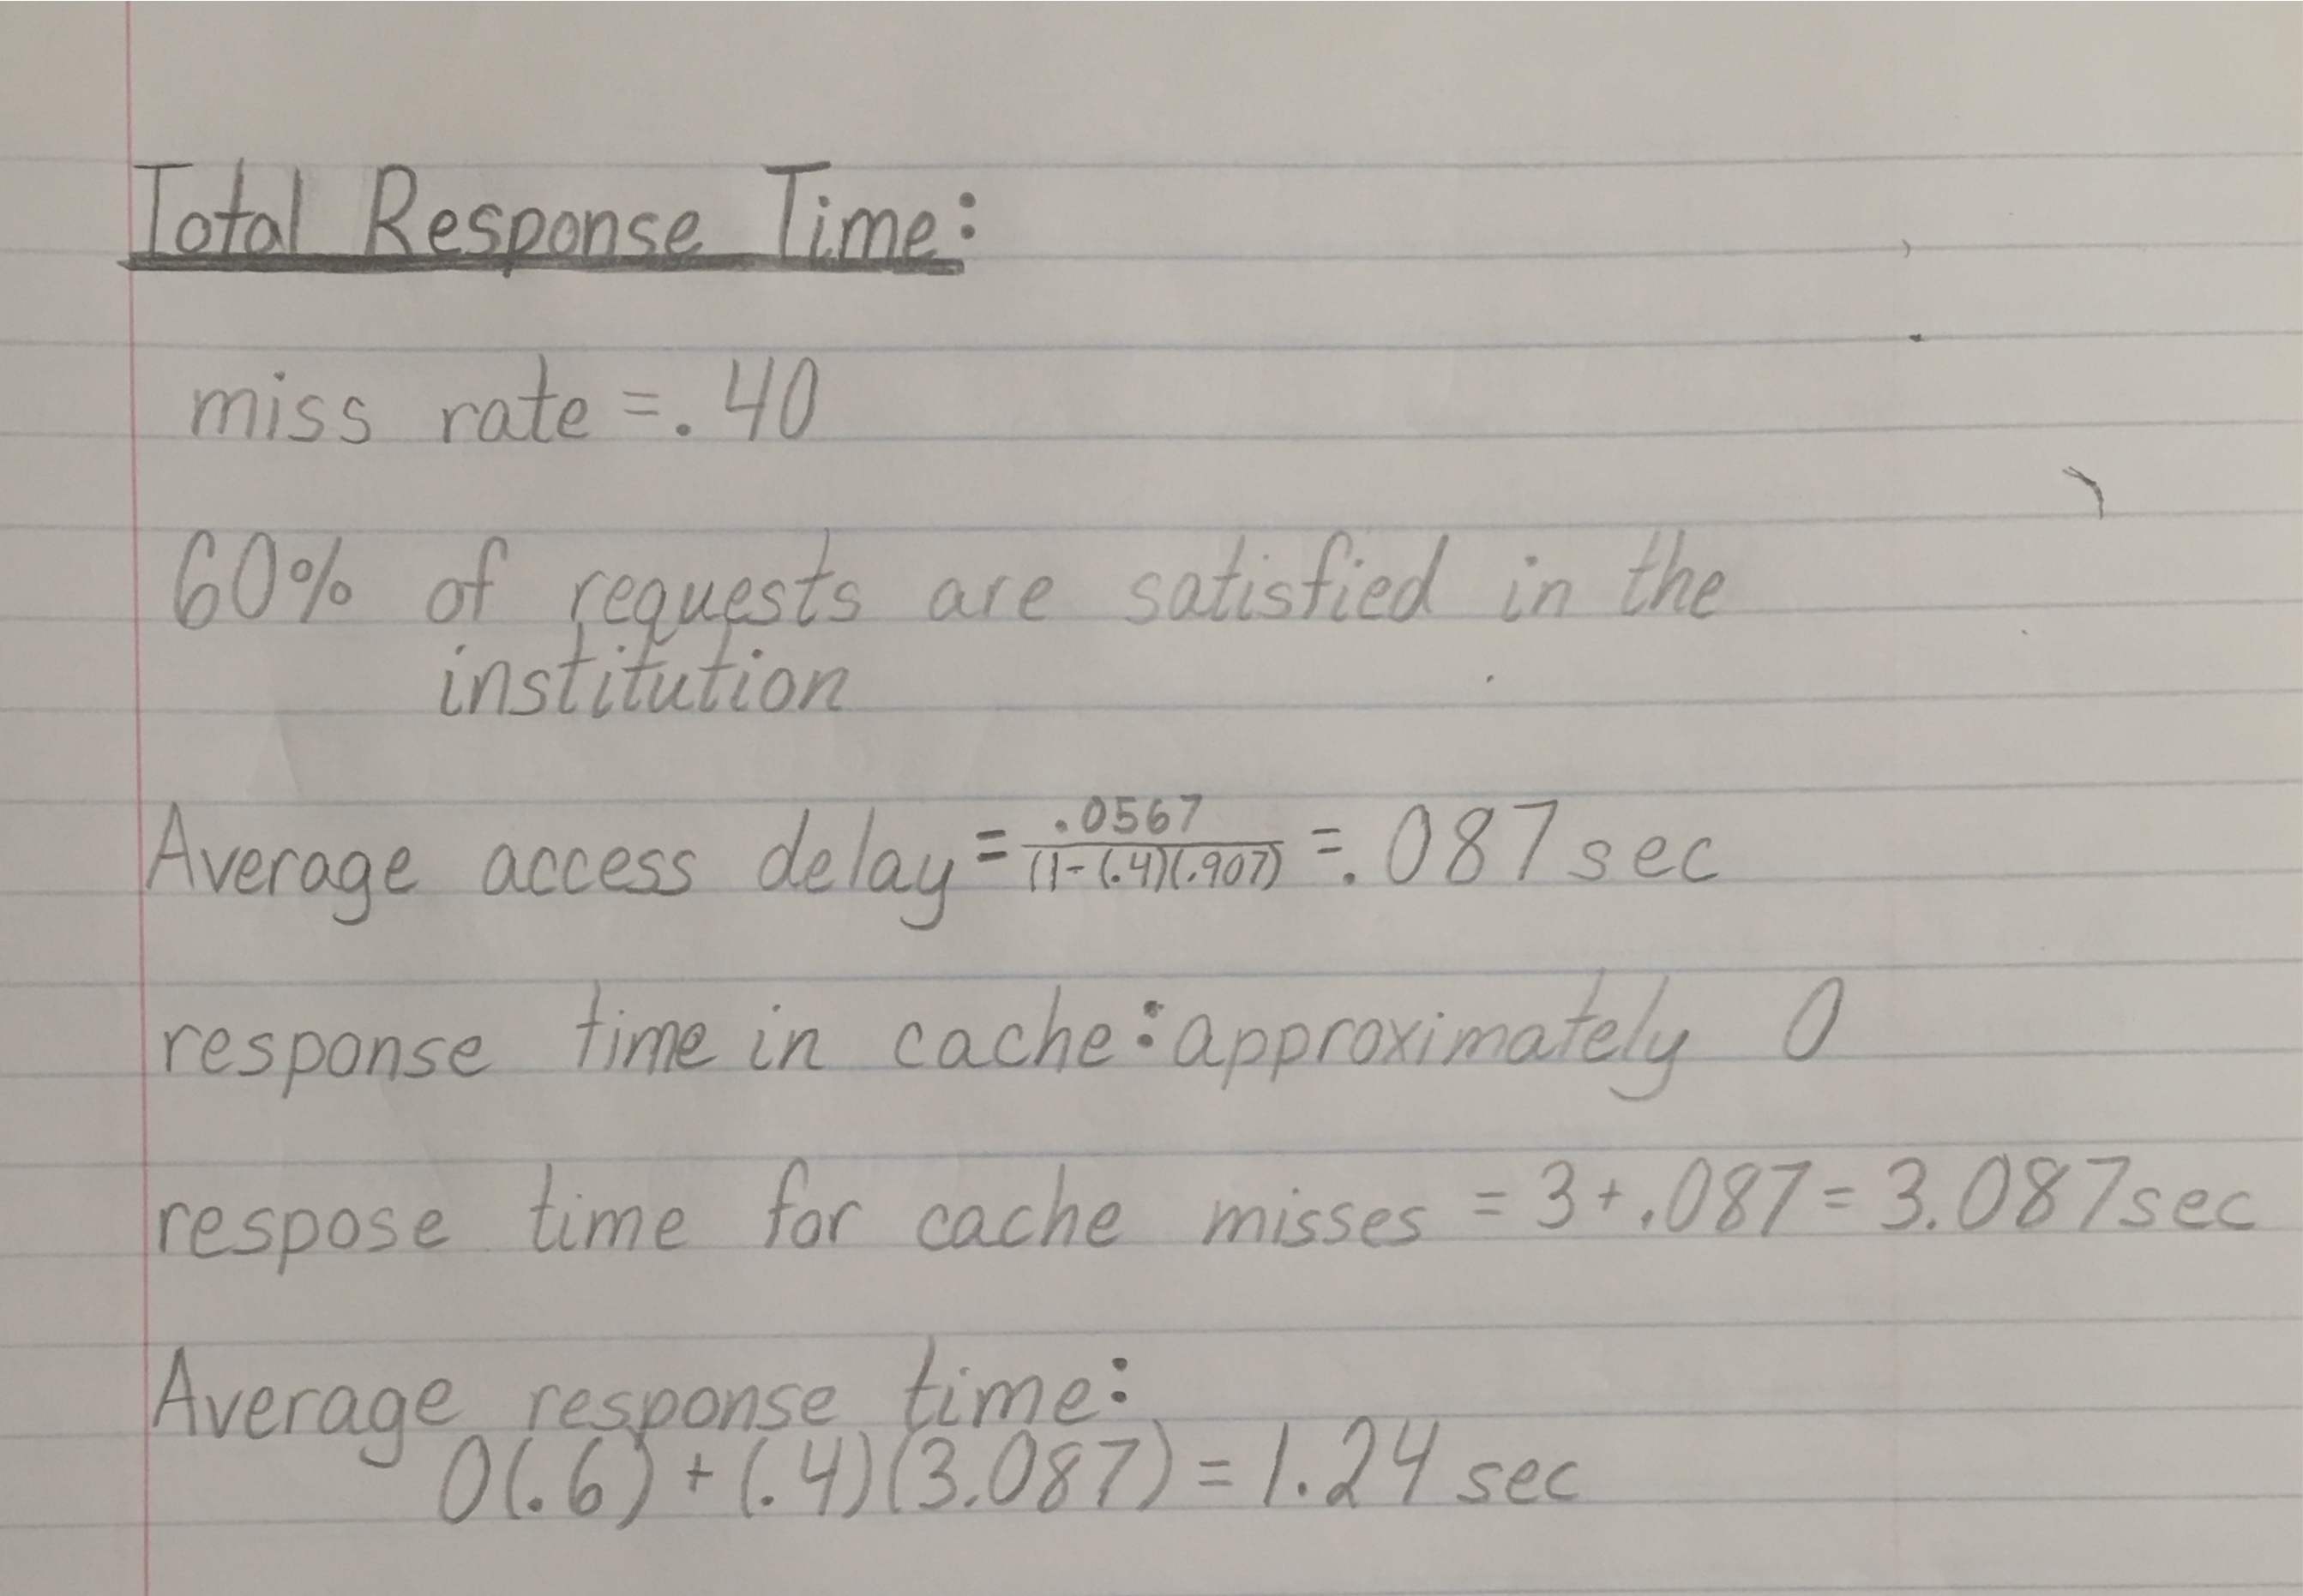 Total Response Time:
miss rate = .40
60% of requests are satisfied in the
institution
Average access delay = .0567/(1-(.4)(.907) = .087 sec
response time in cache: approximately 0
respose time for cache misses = 3 + .087 = 3.087 sec
Average response time:
0(.6) + (.4)(3.087) = 1.24 sec